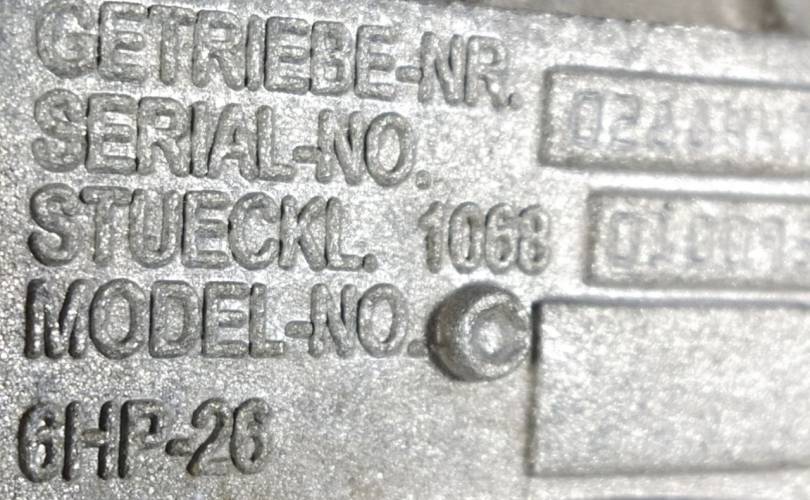 GETRIEBE-NR.
SERIAL-NO.
STUECKL. 1068
MODEL-NO.
6HP-26